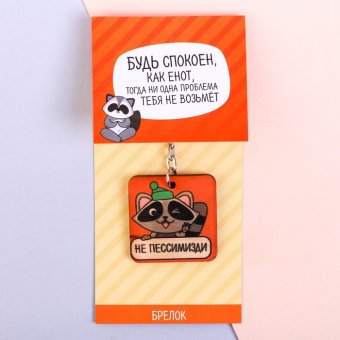 БУДЬ СПОКОЕН,
КАК ЕНОТ,
ТОГДА НИ ОДНА ПРОБЛЕМА
ТЕБЯ НЕ ВОЗЬМЁТ
НЕ ПЕССИМИЗДИ
БРЕЛОК